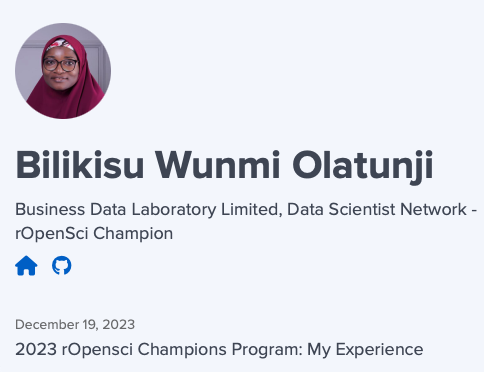 Bilikisu Wunmi Olatunji
Business Data Laboratory Limited, Data Scientist Network -
rOpenSci Champion
December 19, 2023
2023 rOpensci Champions Program: My Experience